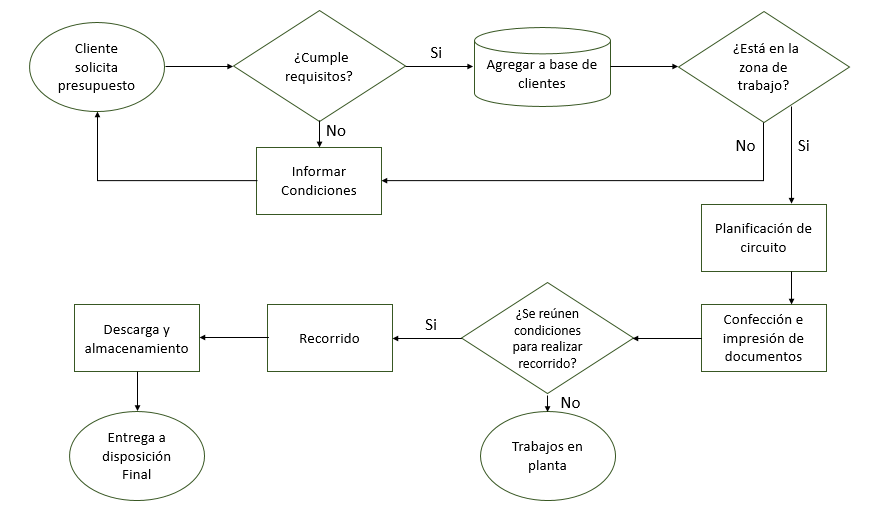 Cliente
solicita
presupuesto
¿Cumple
requisitos?
Si
No
Agregar a base de
clientes
¿Está en la
zona de
trabajo?
No
Si
Informar
Condiciones
Planificación de
circuito
Confección e
impresión de
documentos
¿Se reúnen
condiciones
para realizar
recorrido?
Si
No
Recorrido
Descarga y
almacenamiento
Entrega a
disposición
Final
Trabajos en
planta